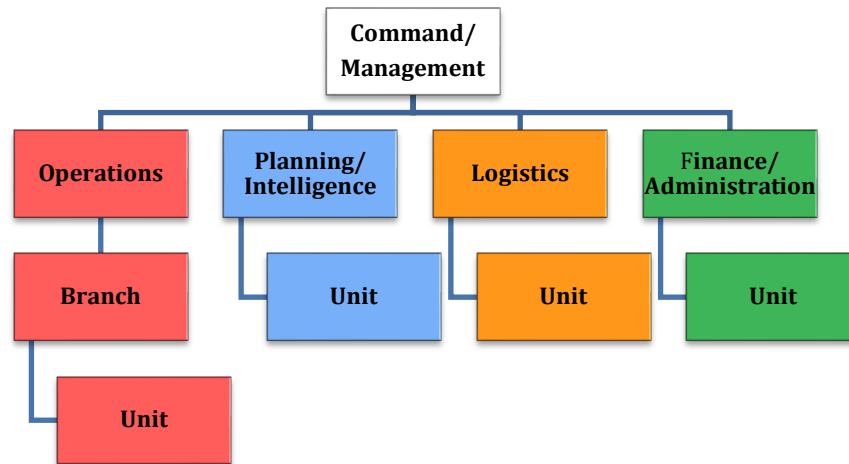 Command/
Management
Operations
Planning/
Intelligence
Logistics
Finance/
Administration
Branch
Unit
Unit
Unit
Unit